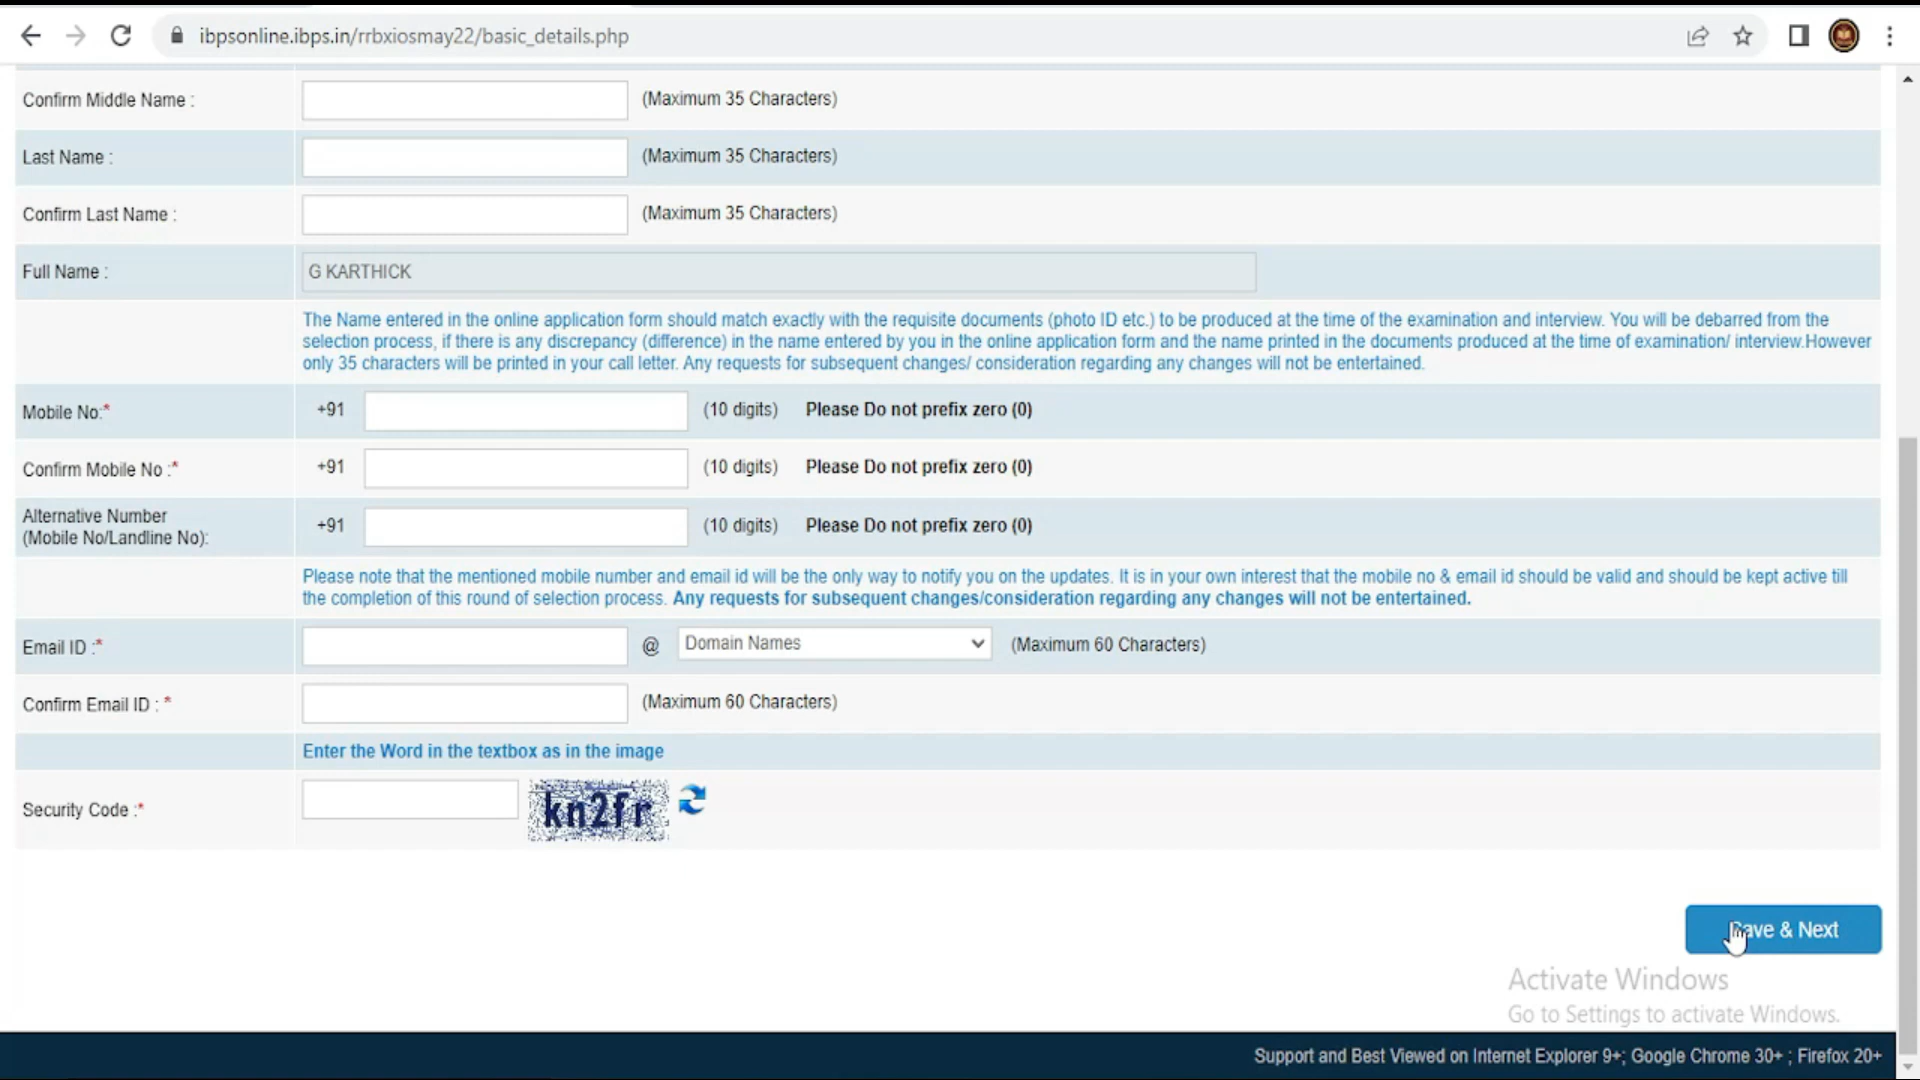 ibpsonline.ibps.in/rrbxiosmay22/basic_details.php
Confirm Middle Name : (Maximum 35 Characters)
Last Name : (Maximum 35 Characters)
Confirm Last Name : (Maximum 35 Characters)
Full Name : G KARTHICK
The Name entered in the online application form should match exactly with the requisite documents (photo ID etc.) to be produced at the time of the examination and interview. You will be debarred from the
selection process, if there is any discrepancy (difference) in the name entered by you in the online application form and the name printed in the documents produced at the time of examination/ interview.However
only 35 characters will be printed in your call letter. Any requests for subsequent changes/ consideration regarding any changes will not be entertained.
Mobile No:* +91 (10 digits) Please Do not prefix zero (0)
Confirm Mobile No :* +91 (10 digits) Please Do not prefix zero (0)
Alternative Number
(Mobile No/Landline No): +91 (10 digits) Please Do not prefix zero (0)
Please note that the mentioned mobile number and email id will be the only way to notify you on the updates. It is in your own interest that the mobile no & email id should be valid and should be kept active till
the completion of this round of selection process. Any requests for subsequent changes/consideration regarding any changes will not be entertained.
Email ID :* @ Domain Names (Maximum 60 Characters)
Confirm Email ID : * (Maximum 60 Characters)
Enter the Word in the textbox as in the image
Security Code :* kn2fr
Save & Next
Activate Windows
Go to Settings to activate Windows.
Support and Best Viewed on Internet Explorer 9+; Google Chrome 30+ ; Firefox 20+